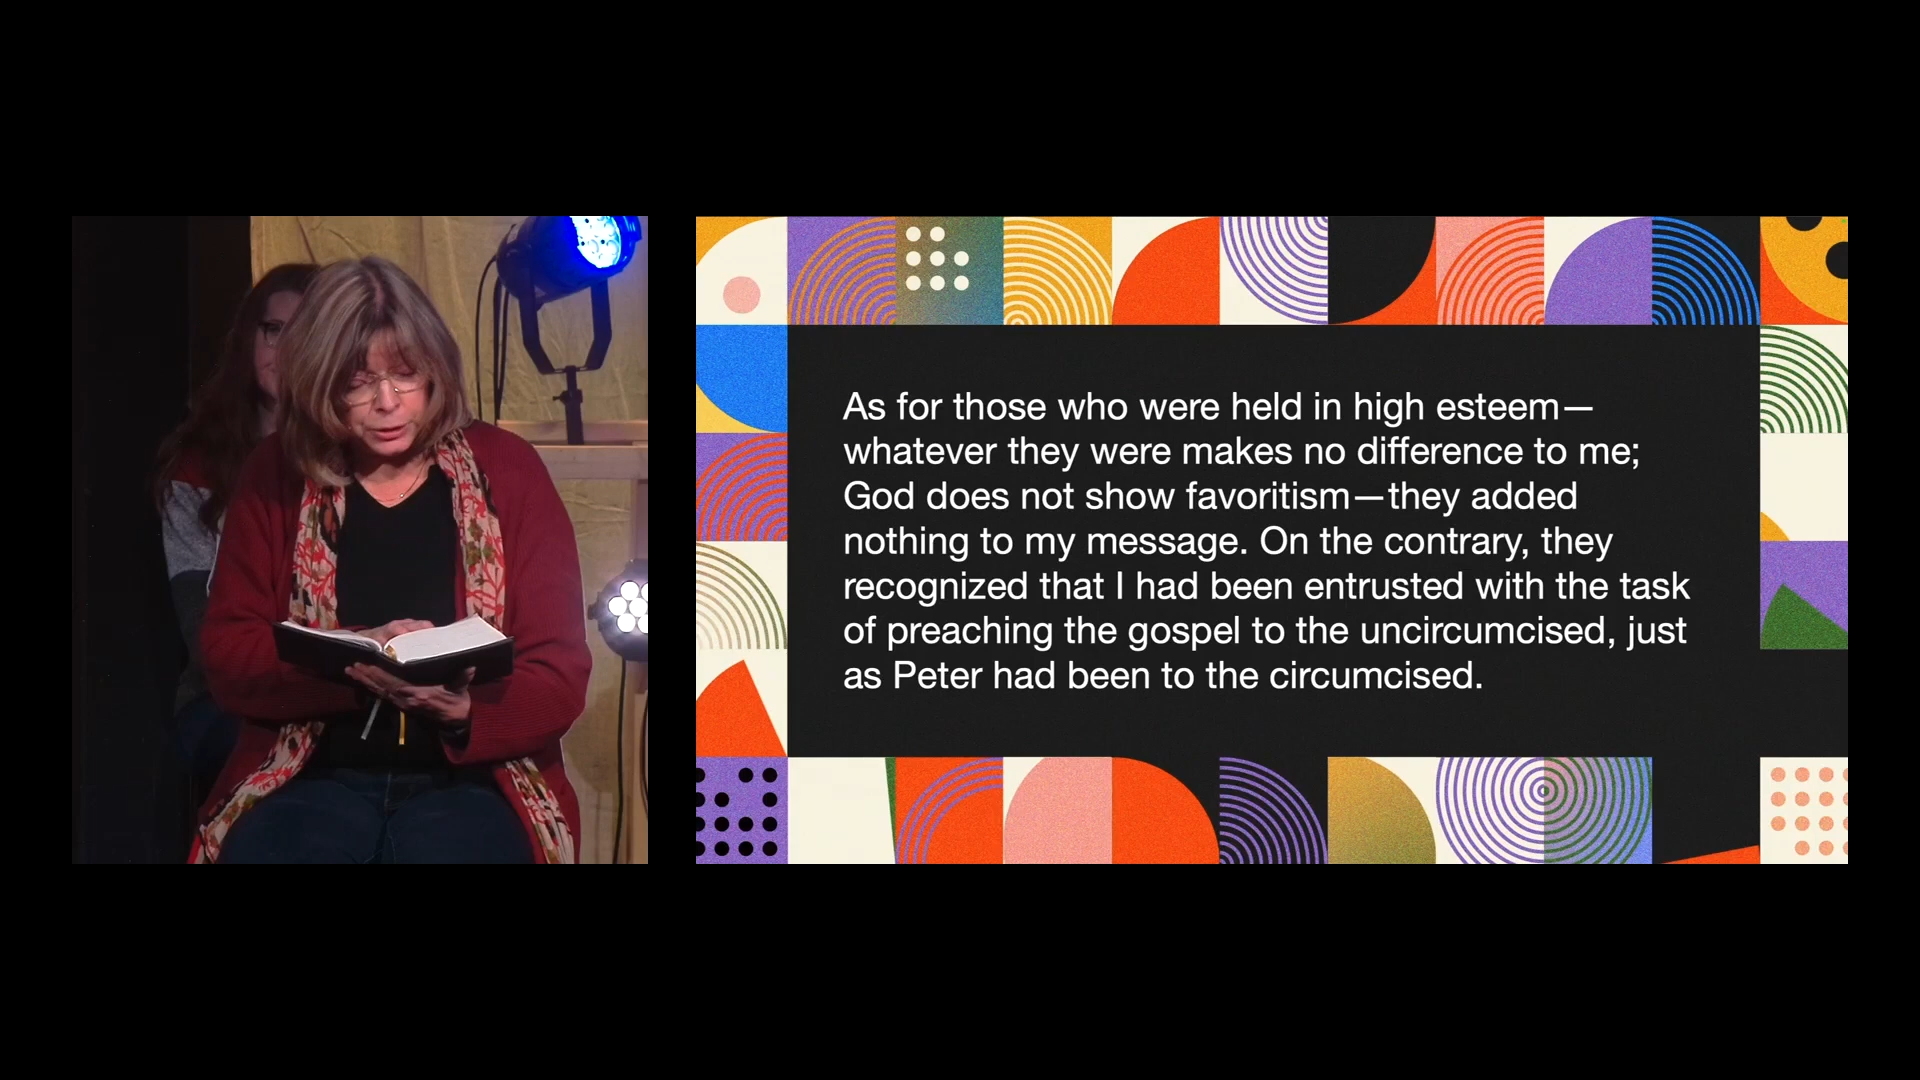 As for those who were held in high esteem—
whatever they were makes no difference to me;
God does not show favoritism—they added
nothing to my message. On the contrary, they
recognized that I had been entrusted with the task
of preaching the gospel to the uncircumcised, just
as Peter had been to the circumcised.